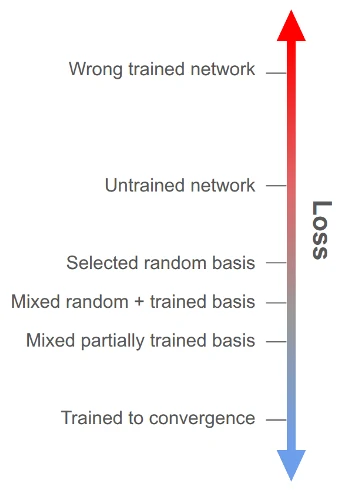 Wrong trained network
Untrained network
Loss
Selected random basis
Mixed random + trained basis
Mixed partially trained basis
Trained to convergence